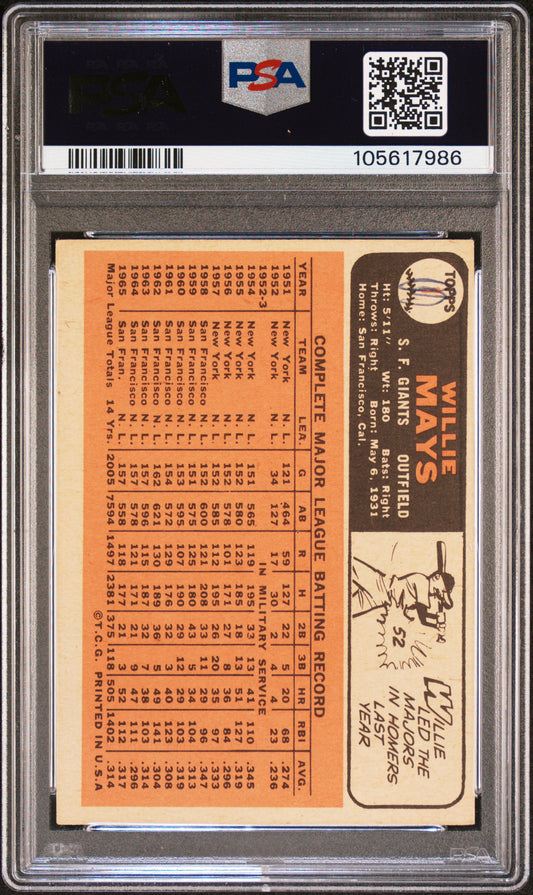 PSA
PSA
105617986
TOPPS
WILLIE
MAYS
S. F. GIANTS OUTFIELD
Ht: 5'11" Wt: 180 Bats: Right
Throws: Right Born: May 6, 1931
Home: San Francisco, Cal.
52
WILLIE
LED THE
MAJORS
IN HOMERS
LAST
YEAR
COMPLETE MAJOR LEAGUE BATTING RECORD
YEAR TEAM LEA. G AB R H 2B 3B HR RBI AVG.
1951 New York N. L. 121 464 59 127 22 5 20 68 .274
1952 New York N. L. 34 127 17 30 2 4 4 23 .236
1952-3 IN MILITARY SERVICE
1954 New York N. L. 151 565 119 195 33 13 41 110 .345
1955 New York N. L. 152 580 123 185 18 13 51 127 .319
1956 New York N. L. 152 578 101 171 27 8 36 84 .296
1957 New York N. L. 152 585 112 195 26 20 35 97 .333
1958 San Francisco N. L. 152 600 121 208 33 11 29 96 .347
1959 San Francisco N. L. 151 575 125 180 43 5 34 104 .313
1960 San Francisco N. L. 153 595 107 190 29 12 29 103 .319
1961 San Francisco N. L. 154 572 129 176 32 3 40 123 .308
1962 San Francisco N. L. 162 621 130 189 36 5 49 141 .304
1963 San Francisco N. L. 157 596 115 187 32 7 38 103 .314
1964 San Francisco N. L. 157 578 121 171 21 9 47 111 .296
1965 San Fran. N. L. 157 558 118 177 21 3 52 112 .317
Major League Totals 14 Yrs. 2005 7594 1497 2381 375 118 505 1402 .314
©T.C.G. PRINTED IN U.S.A
PSA